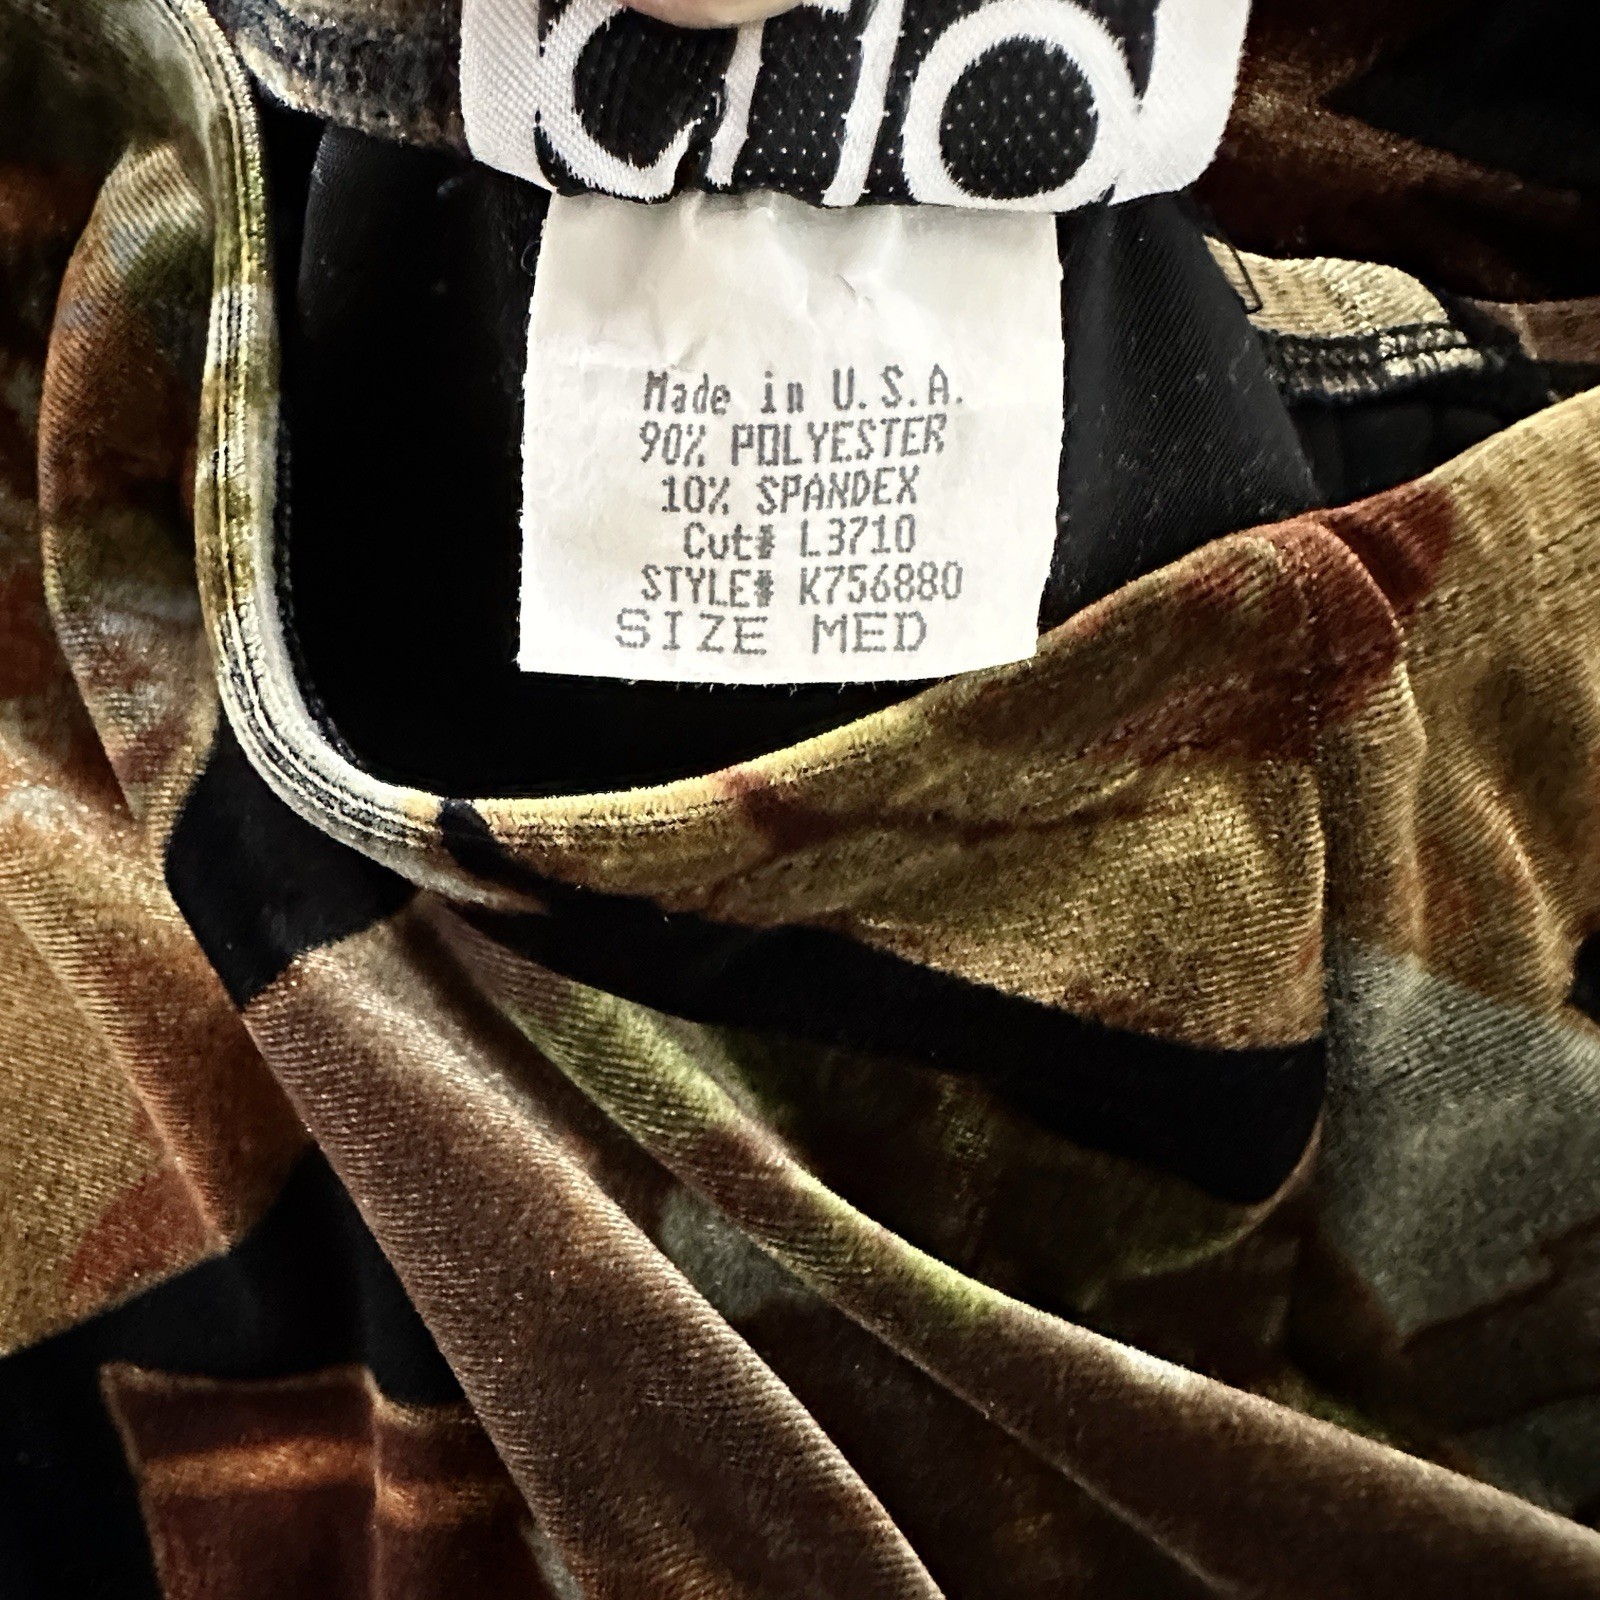 Made in U.S.A.
90% POLYESTER
10% SPANDEX
Cut# L3710
STYLE# K756880
SIZE MED